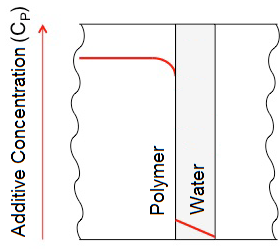 Additive Concentration (CP)
Polymer
Water